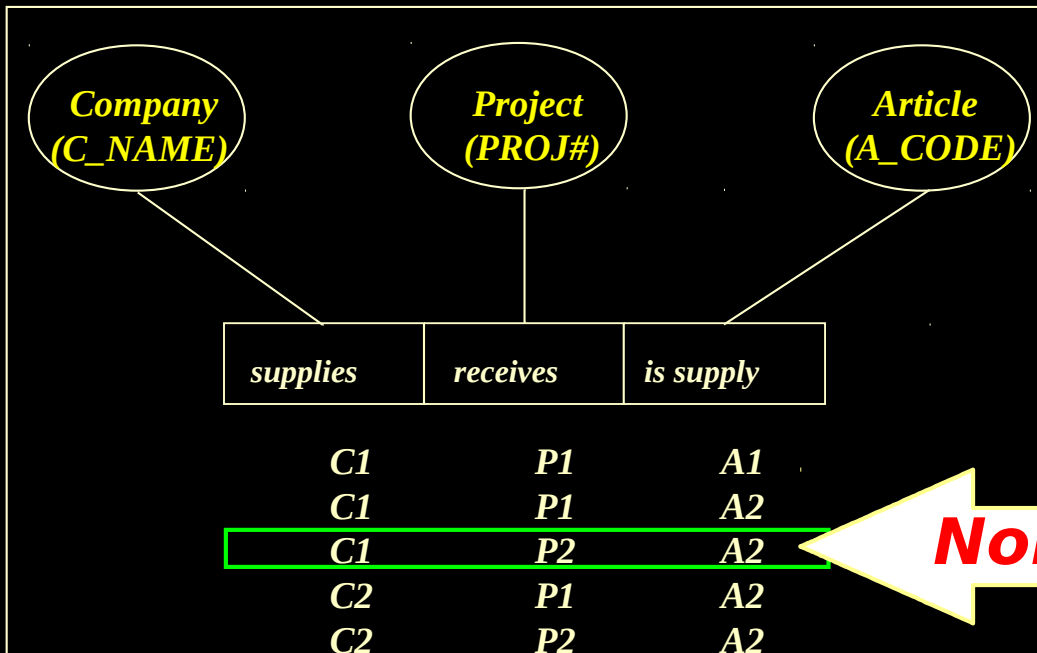 Company
(C_NAME)
Project
(PROJ#)
Article
(A_CODE)
supplies receives is supply
C1 P1 A1
C1 P1 A2
C1 P2 A2
C2 P1 A2
C2 P2 A2